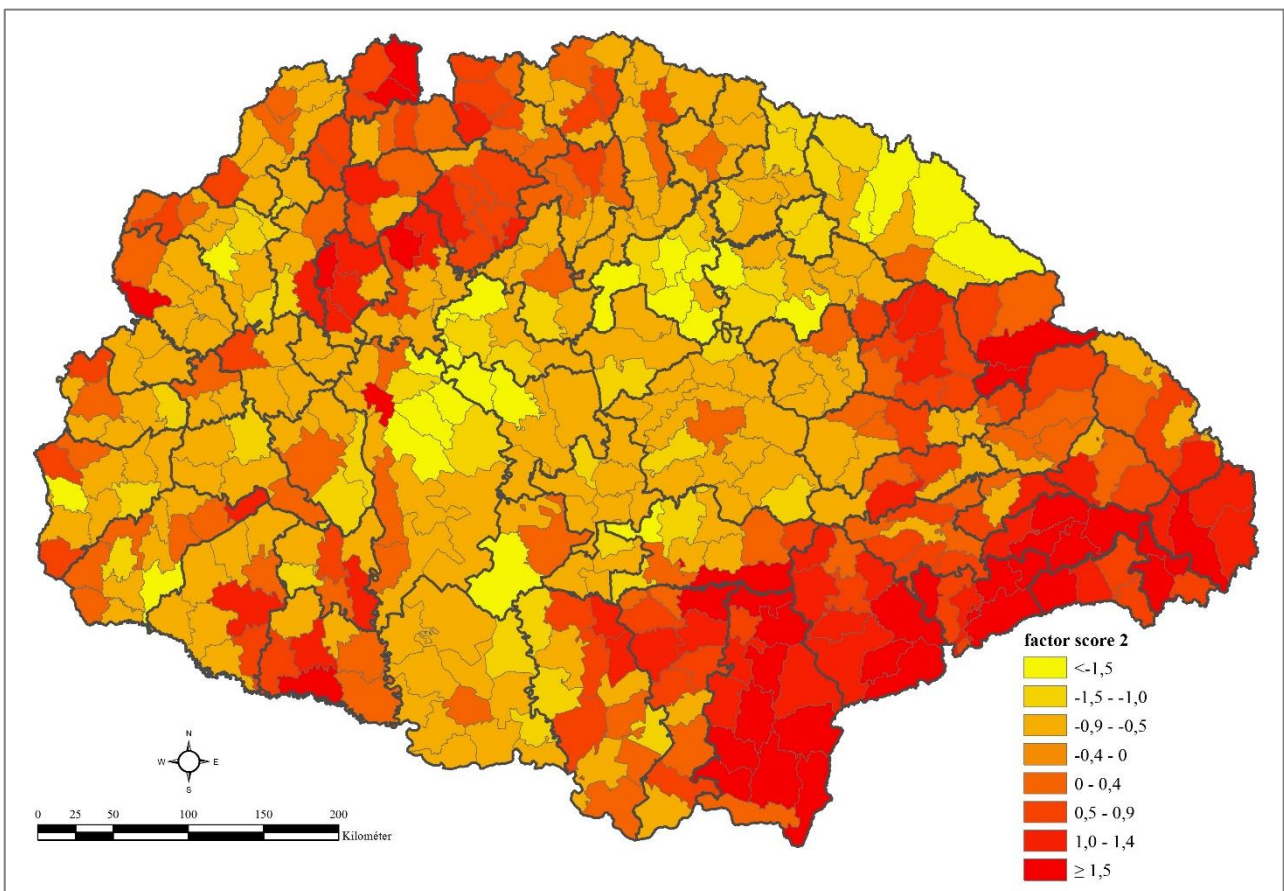 N
W E
S
0 25 50 100 150 200
Kilométer
factor score 2
<-1,5
-1,5 - -1,0
-0,9 - -0,5
-0,4 - 0
0 - 0,4
0,5 - 0,9
1,0 - 1,4
≥ 1,5